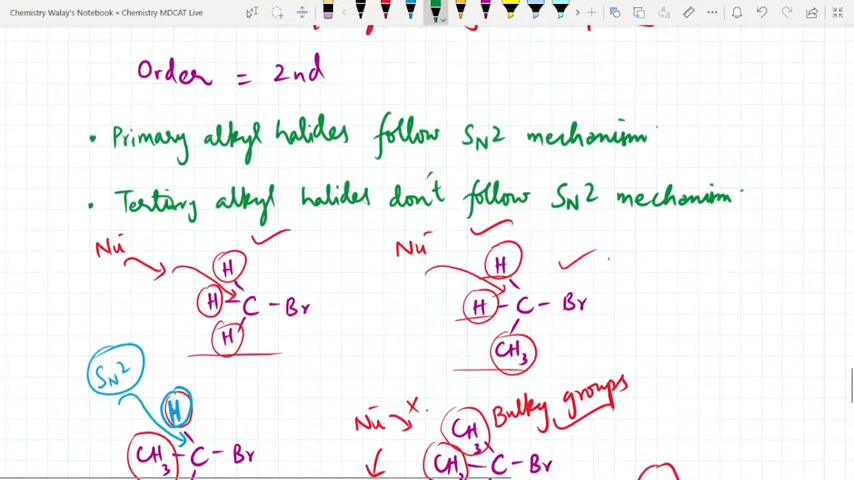 Chemistry Walay's Notebook » Chemistry MDCAT Live
Order = 2nd
• Primary alkyl halides follow SN2 mechanism
• Tertiary alkyl halides don't follow SN2 mechanism.
Nu
H
H - C - Br
H
Nu
H
H - C - Br
CH3
SN2
H
CH3 - C - Br
Nu x
Bulky groups
CH3
CH3 - C - Br